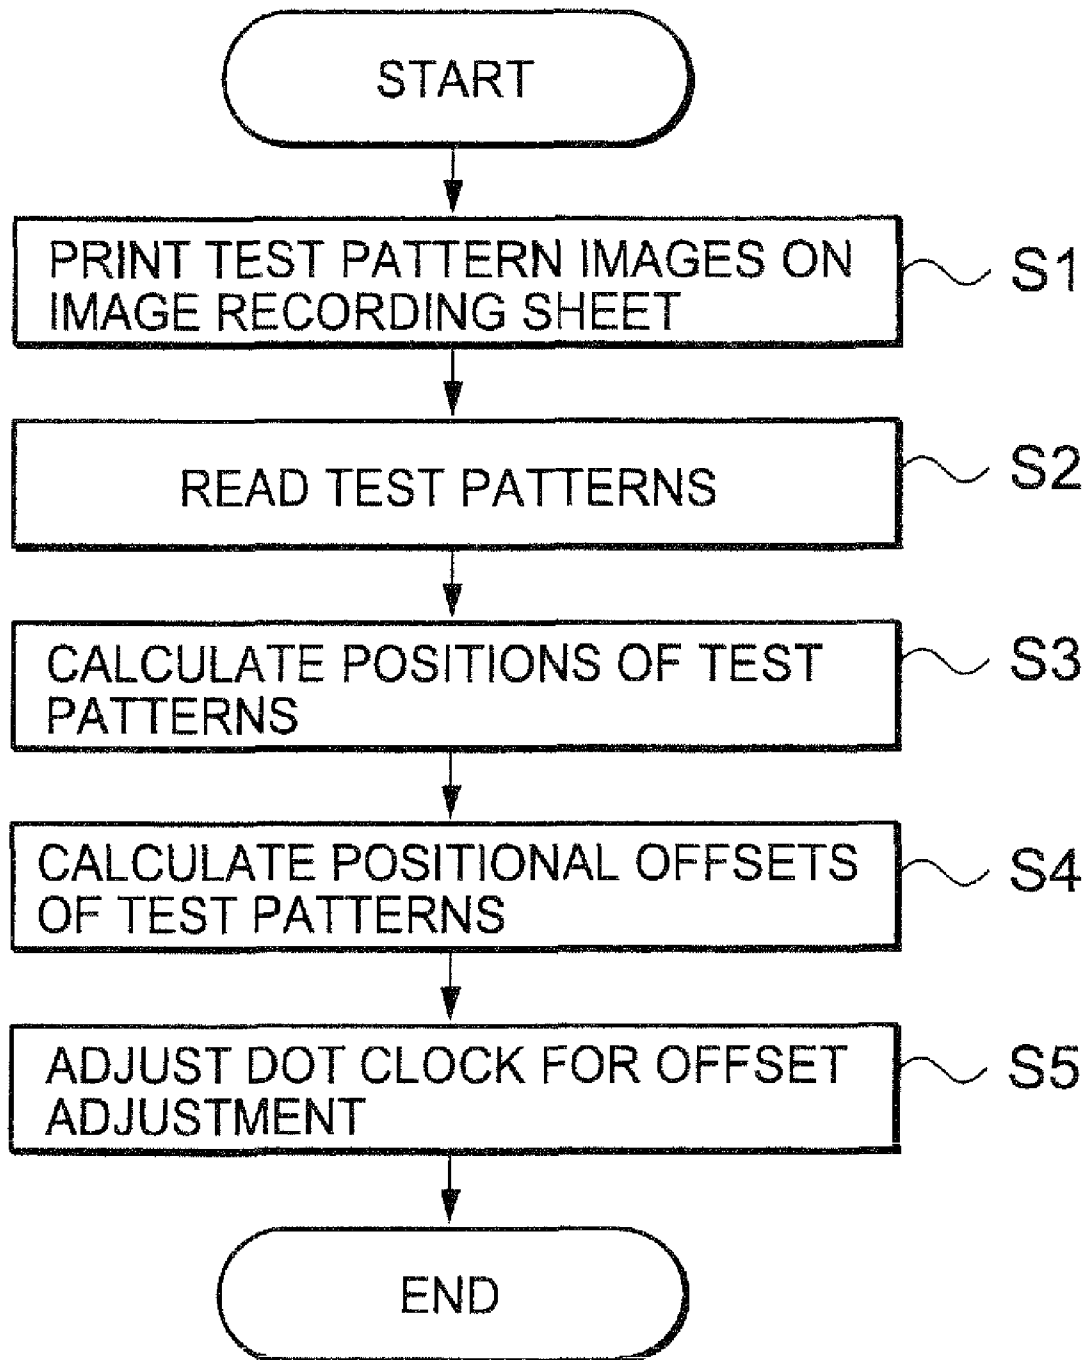 START
PRINT TEST PATTERN IMAGES ON
IMAGE RECORDING SHEET
S1
READ TEST PATTERNS
S2
CALCULATE POSITIONS OF TEST
PATTERNS
S3
CALCULATE POSITIONAL OFFSETS
OF TEST PATTERNS
S4
ADJUST DOT CLOCK FOR OFFSET
ADJUSTMENT
S5
END